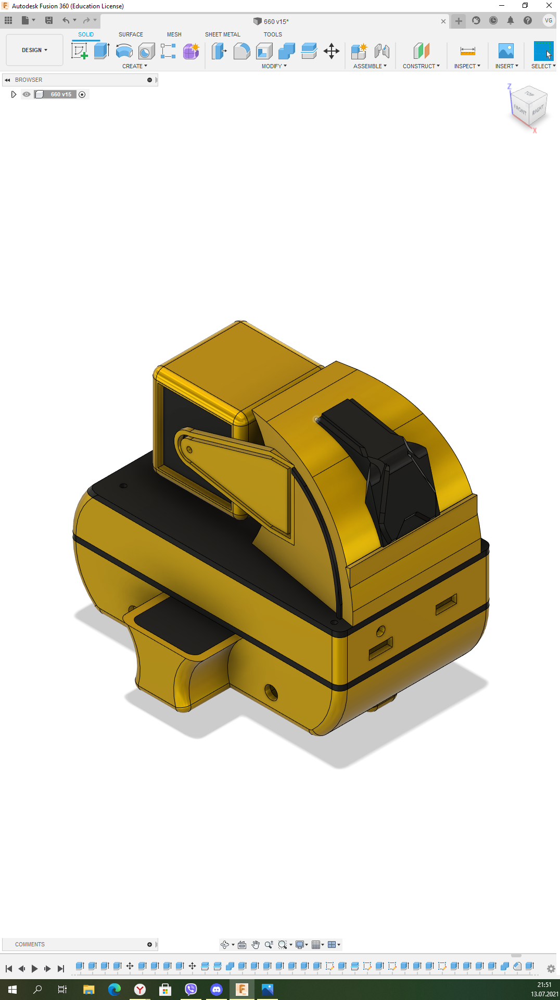 Autodesk Fusion 360 (Education License)
660 v15*
VG
DESIGN
SOLID
SURFACE
MESH
SHEET METAL
TOOLS
CREATE
MODIFY
ASSEMBLE
CONSTRUCT
INSPECT
INSERT
SELECT
BROWSER
660 v15
Z
TOP
FRONT
RIGHT
X
COMMENTS
21:51
13.07.2021